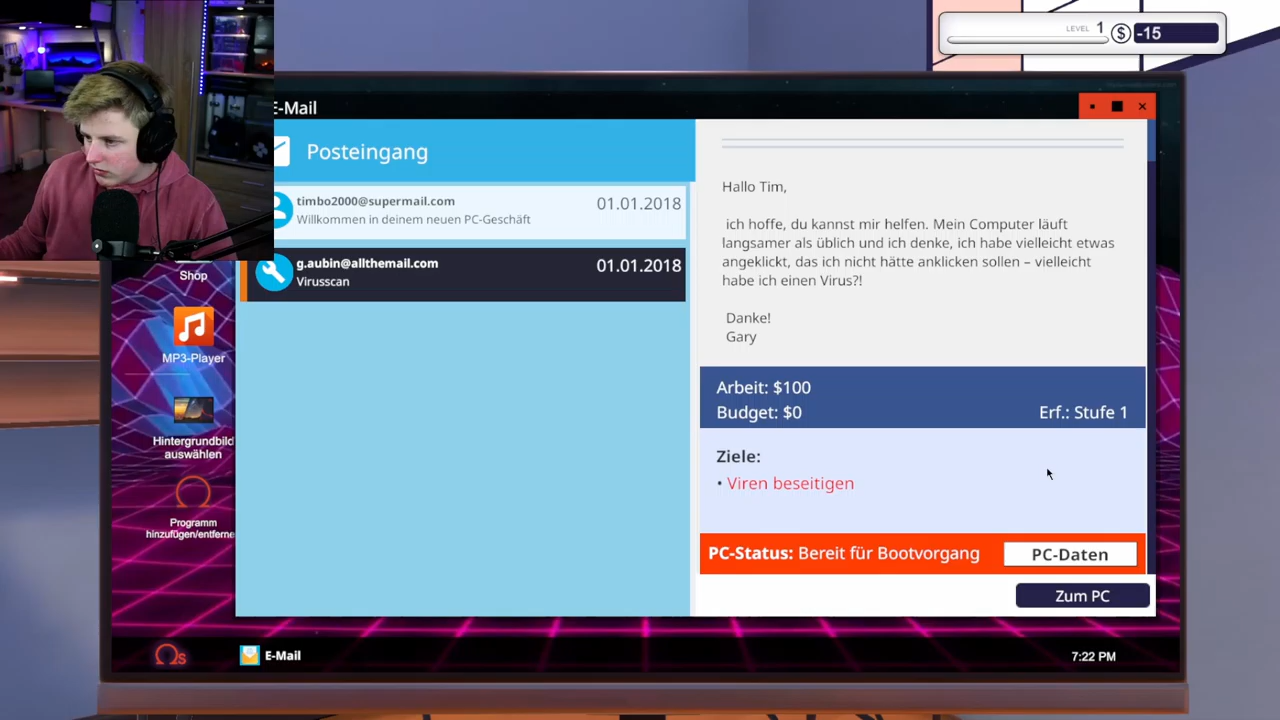 LEVEL 1 $ -15
E-Mail
Posteingang
timbo2000@supermail.com 01.01.2018
Willkommen in deinem neuen PC-Geschäft
g.aubin@allthemail.com 01.01.2018
Virusscan
Hallo Tim,
ich hoffe, du kannst mir helfen. Mein Computer läuft
langsamer als üblich und ich denke, ich habe vielleicht etwas
angeklickt, das ich nicht hätte anklicken sollen – vielleicht
habe ich einen Virus?!
Danke!
Gary
Arbeit: $100
Budget: $0 Erf.: Stufe 1
Ziele:
• Viren beseitigen
PC-Status: Bereit für Bootvorgang PC-Daten
Zum PC
Shop
MP3-Player
Hintergrundbild
auswählen
Programm
hinzufügen/entferne
Ωs E-Mail 7:22 PM